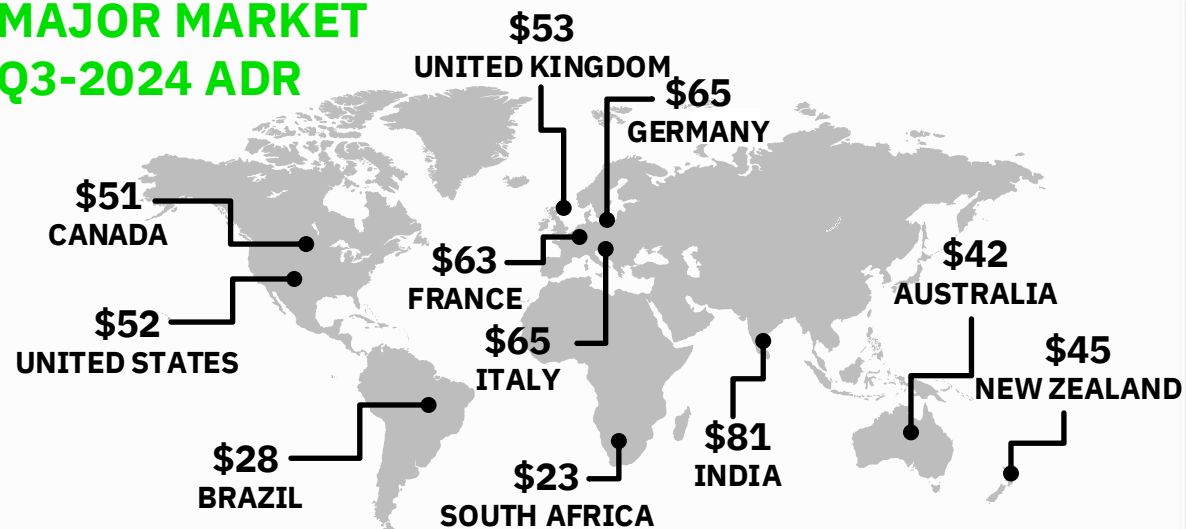 MAJOR MARKET
Q3-2024 ADR
$53
UNITED KINGDOM
$65
GERMANY
$51
CANADA
$63
FRANCE
$42
AUSTRALIA
$52
UNITED STATES
$65
ITALY
$45
NEW ZEALAND
$28
BRAZIL
$81
INDIA
$23
SOUTH AFRICA